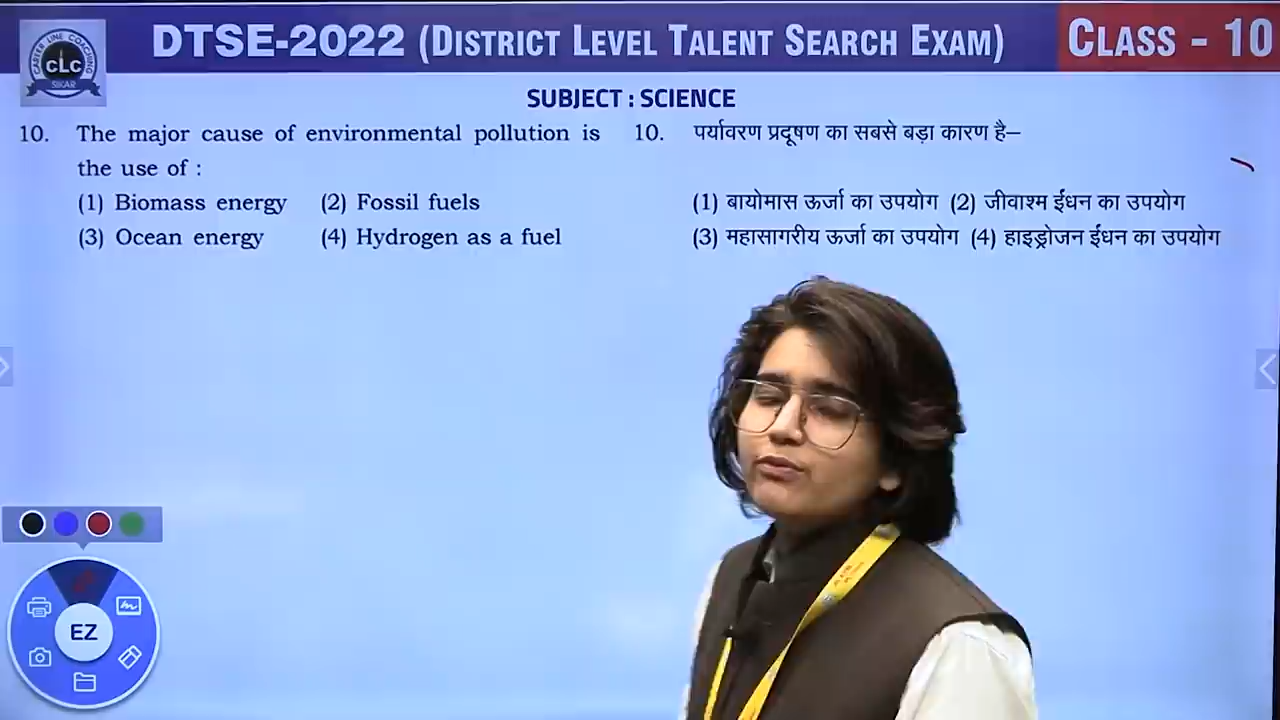 CAREER LINE COACHING
CLC
SIKAR
DTSE-2022 (DISTRICT LEVEL TALENT SEARCH EXAM)
CLASS - 10
SUBJECT : SCIENCE
10. The major cause of environmental pollution is
the use of :
(1) Biomass energy (2) Fossil fuels
(3) Ocean energy (4) Hydrogen as a fuel
10. पर्यावरण प्रदूषण का सबसे बड़ा कारण है–
(1) बायोमास ऊर्जा का उपयोग (2) जीवाश्म ईंधन का उपयोग
(3) महासागरीय ऊर्जा का उपयोग (4) हाइड्रोजन ईंधन का उपयोग
EZ